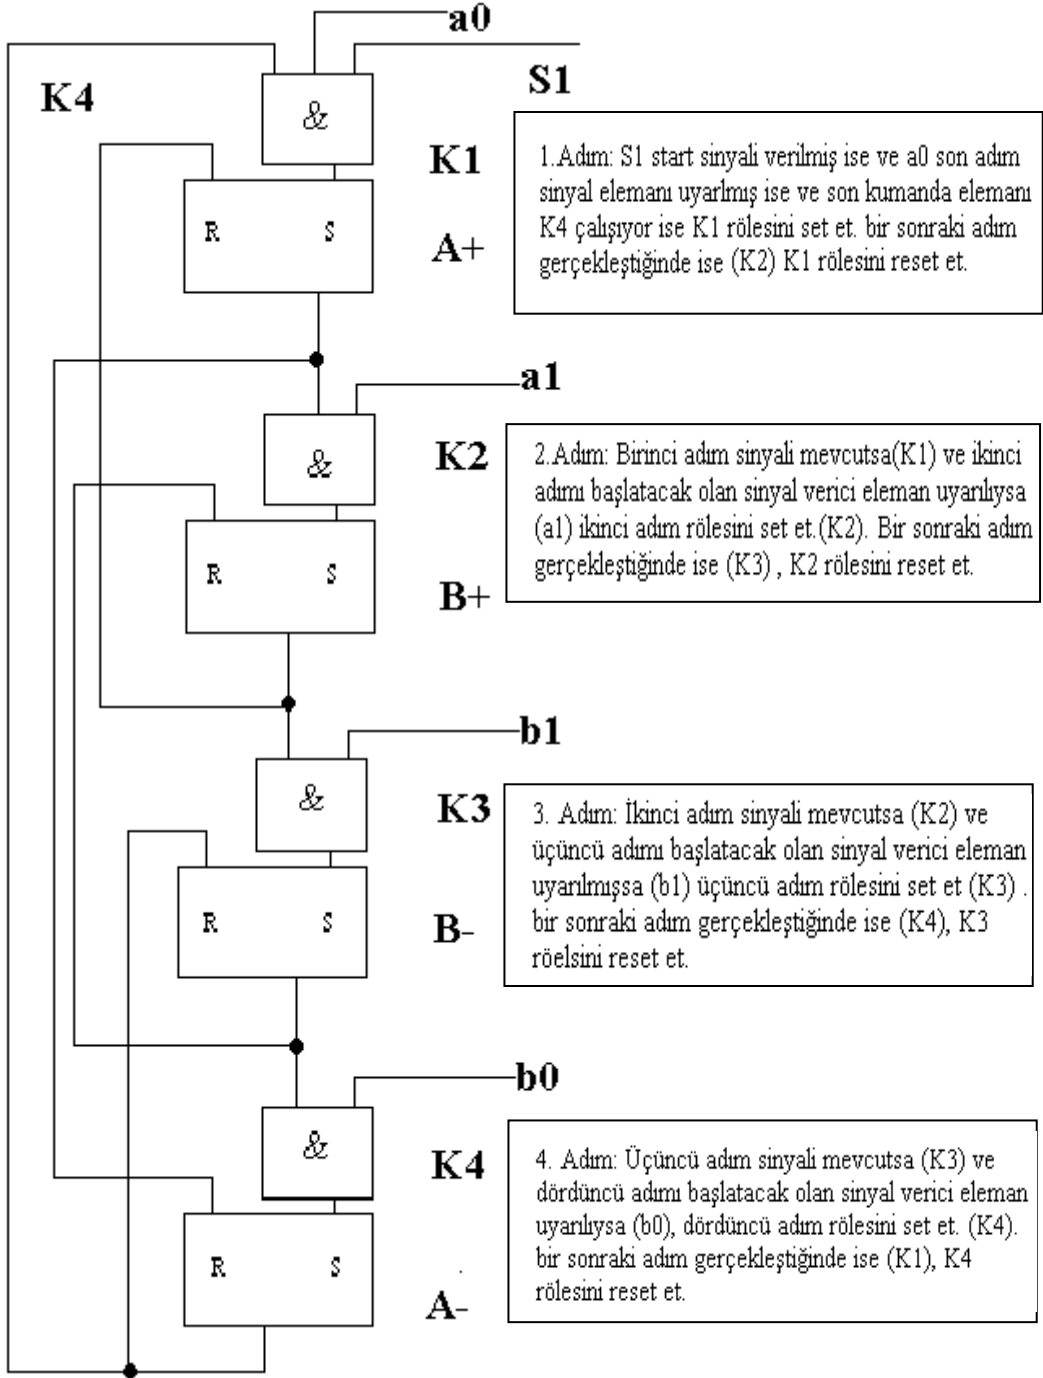 a0
K4
S1
&
K1
1.Adım: S1 start sinyali verilmiş ise ve a0 son adım
sinyal elemanı uyarlmış ise ve son kumanda elemanı
K4 çalışıyor ise K1 rölesini set et. bir sonraki adım
gerçekleştiğinde ise (K2) K1 rölesini reset et.
R S
A+
a1
K2
&
2.Adım: Birinci adım sinyali mevcutsa(K1) ve ikinci
adımı başlatacak olan sinyal verici eleman uyarılıysa
(a1) ikinci adım rölesini set et.(K2). Bir sonraki adım
gerçekleştiğinde ise (K3) , K2 rölesini reset et.
R S
B+
b1
&
K3
3. Adım: İkinci adım sinyali mevcutsa (K2) ve
üçüncü adımı başlatacak olan sinyal verici eleman
uyarılmışsa (b1) üçüncü adım rölesini set et (K3) .
bir sonraki adım gerçekleştiğinde ise (K4), K3
röelsini reset et.
R S
B-
b0
&
K4
4. Adım: Üçüncü adım sinyali mevcutsa (K3) ve
dördüncü adımı başlatacak olan sinyal verici eleman
uyarılıysa (b0), dördüncü adım rölesini set et. (K4).
bir sonraki adım gerçekleştiğinde ise (K1), K4
rölesini reset et.
R S
A-